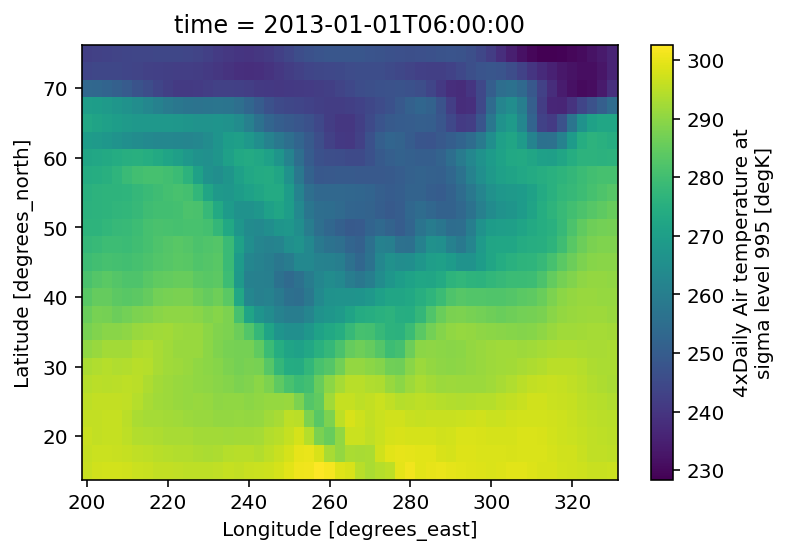 time = 2013-01-01T06:00:00
70
60
50
40
30
20
Latitude [degrees_north]
200 220 240 260 280 300 320
Longitude [degrees_east]
300
290
280
270
260
250
240
230
4xDaily Air temperature at
sigma level 995 [degK]